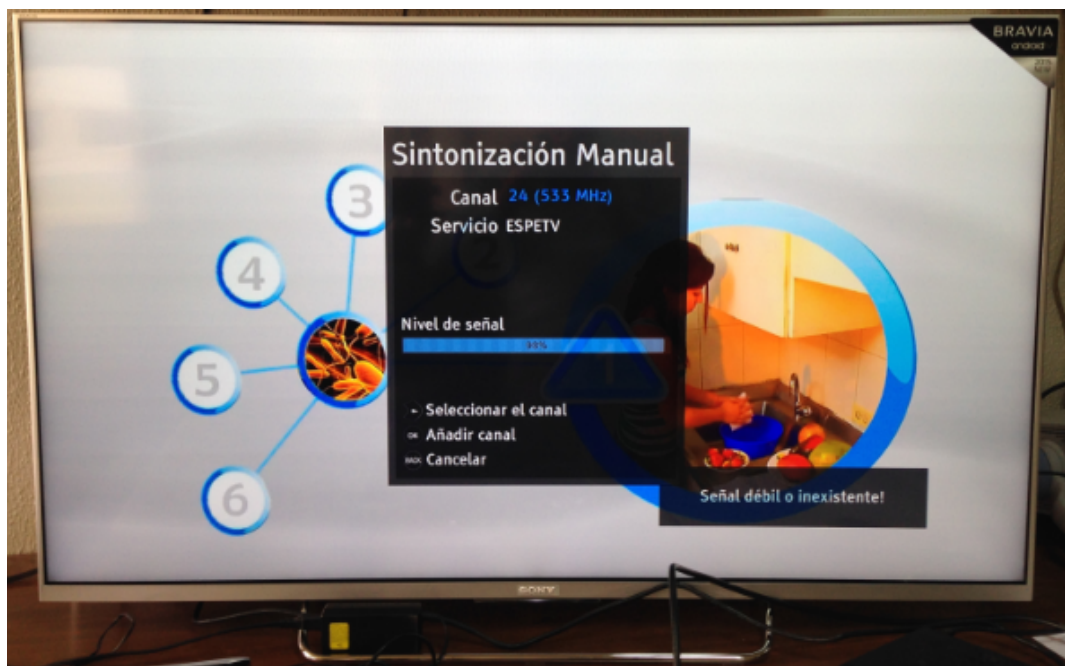 BRAVIA
android
Sintonización Manual
Canal 24 (533 MHz)
Servicio ESPETV
3
2
4
5
6
Nivel de señal
Seleccionar el canal
OK Añadir canal
BACK Cancelar
Señal débil o inexistente!
SONY